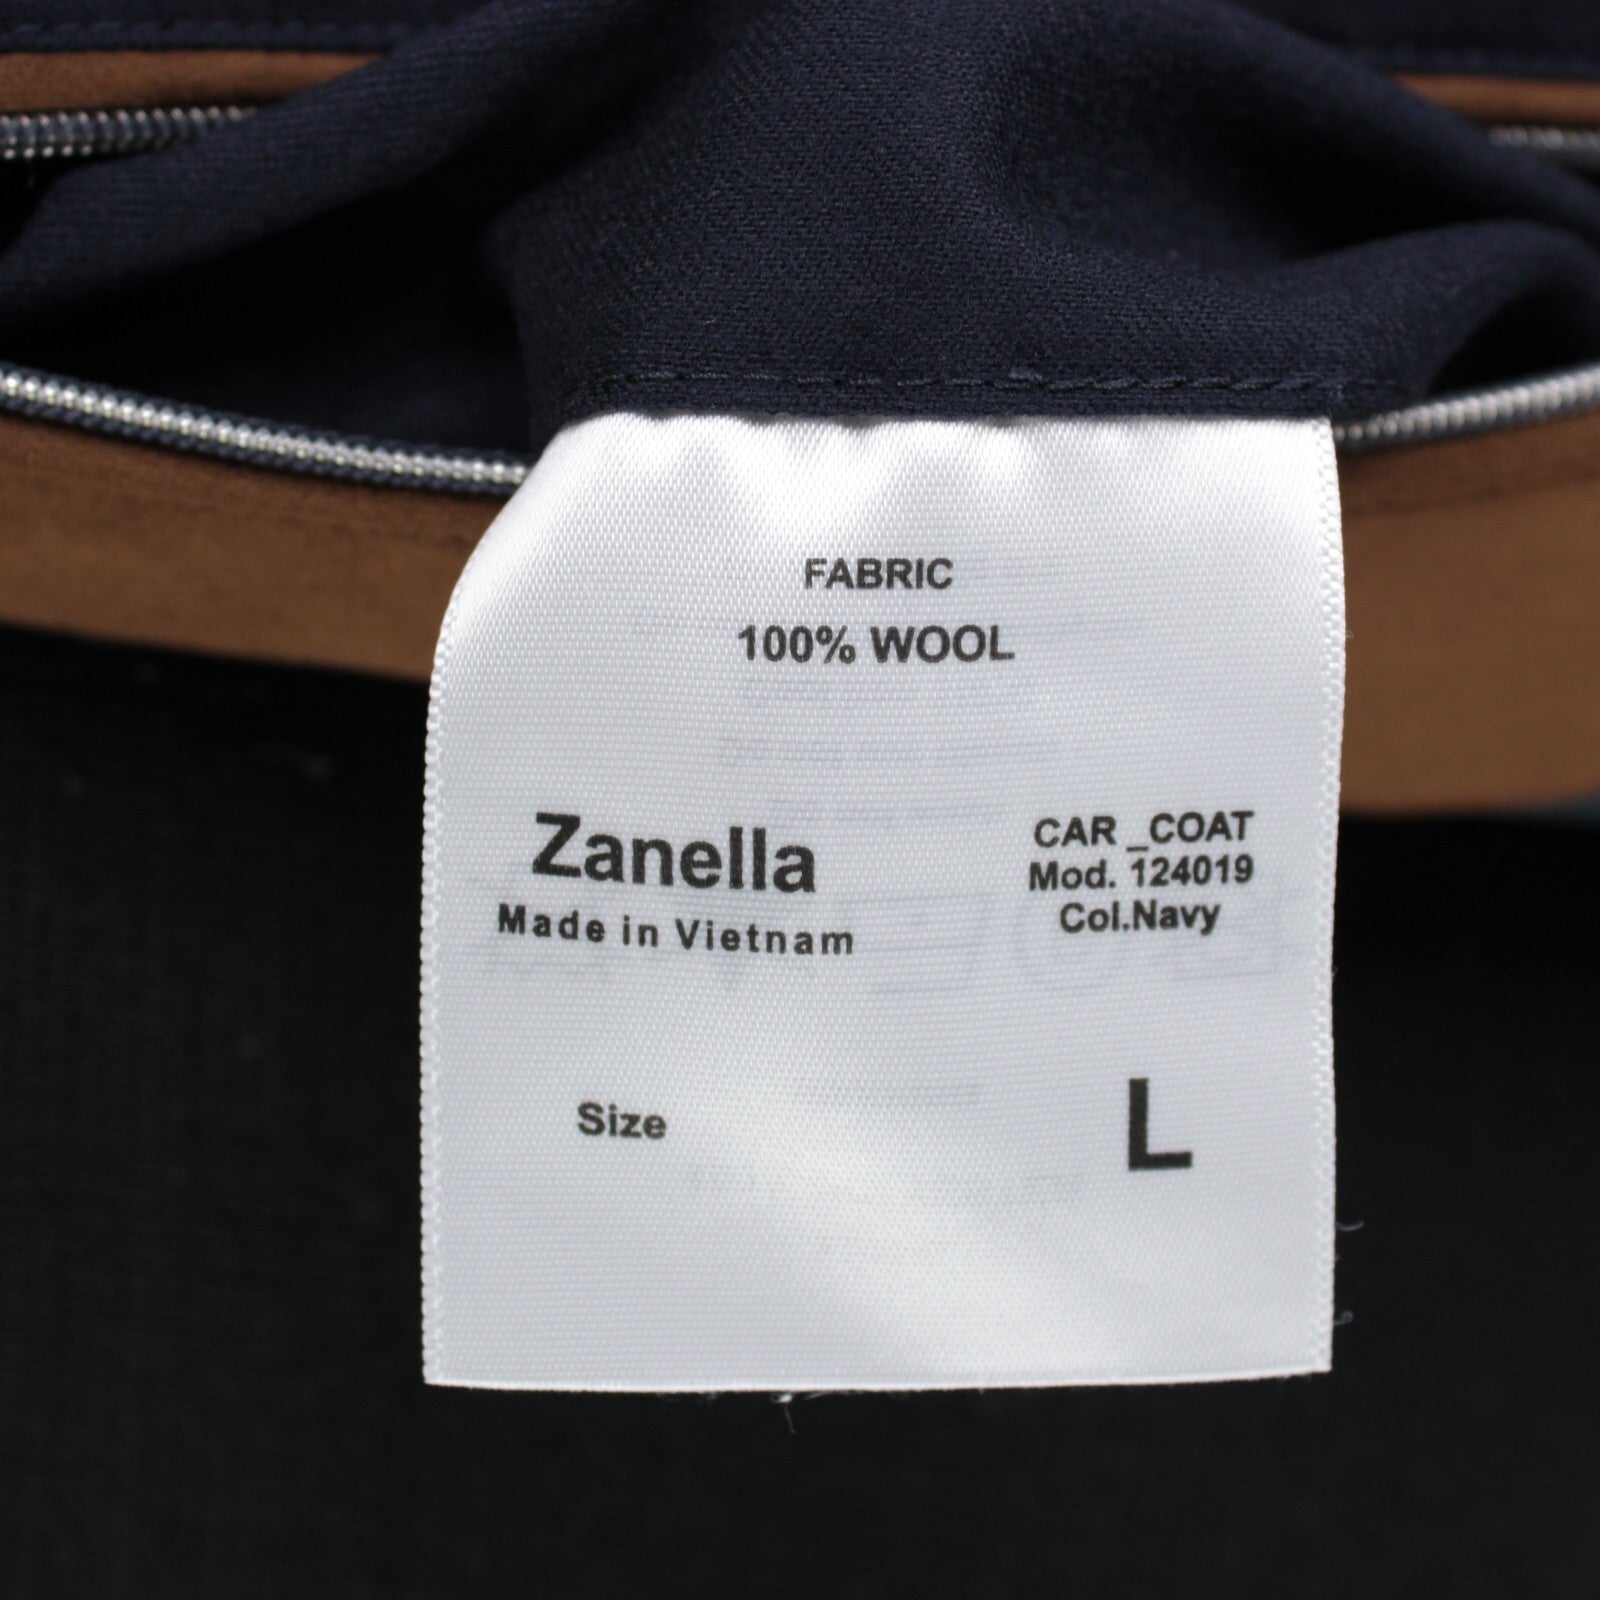 FABRIC
100% WOOL
Zanella
Made in Vietnam
CAR _COAT
Mod. 124019
Col.Navy
Size
L